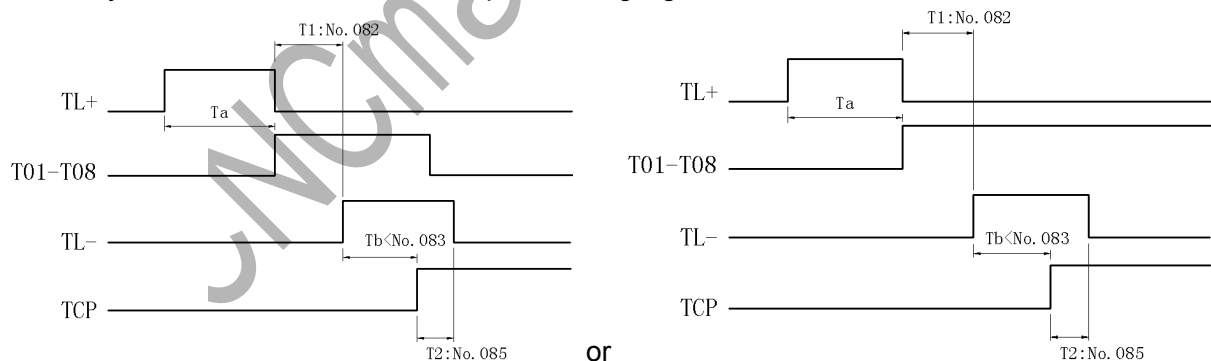 T1:No.082
TL+
Ta
T01-T08
TL-
Tb<No.083
TCP
T2:No.085
or
T1:No.082
TL+
Ta
T01-T08
TL-
Tb<No.083
TCP
T2:No.085